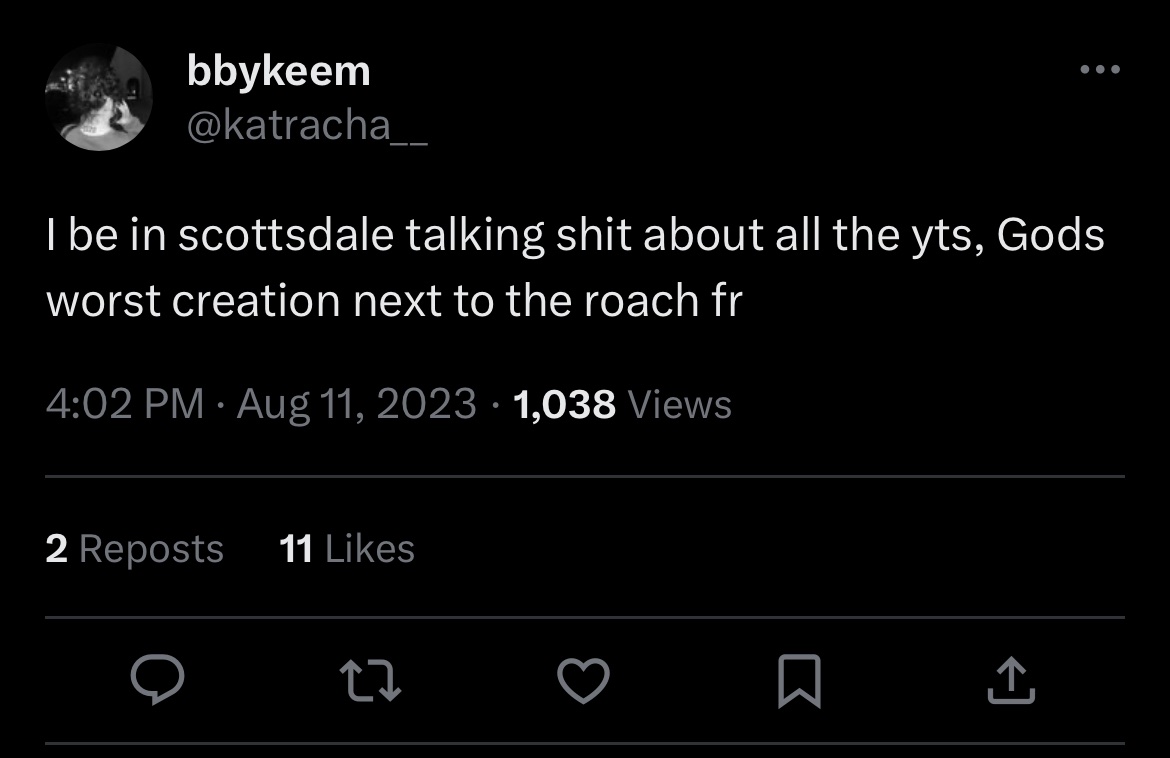 bbykeem
@katracha__
I be in scottsdale talking shit about all the yts, Gods
worst creation next to the roach fr
4:02 PM · Aug 11, 2023 · 1,038 Views
2 Reposts 11 Likes